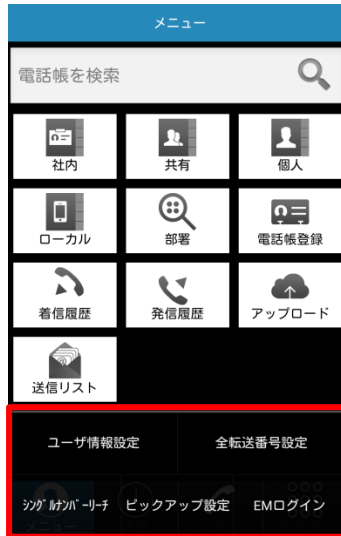 メニュー
電話帳を検索
社内 共有 個人
ローカル 部署 電話帳登録
着信履歴 発信履歴 アップロード
送信リスト
ユーザ情報設定 全転送番号設定
ｼﾝｸﾞﾙﾅﾝﾊﾞｰﾘｰﾁ ピックアップ設定 EMログイン
メニュー